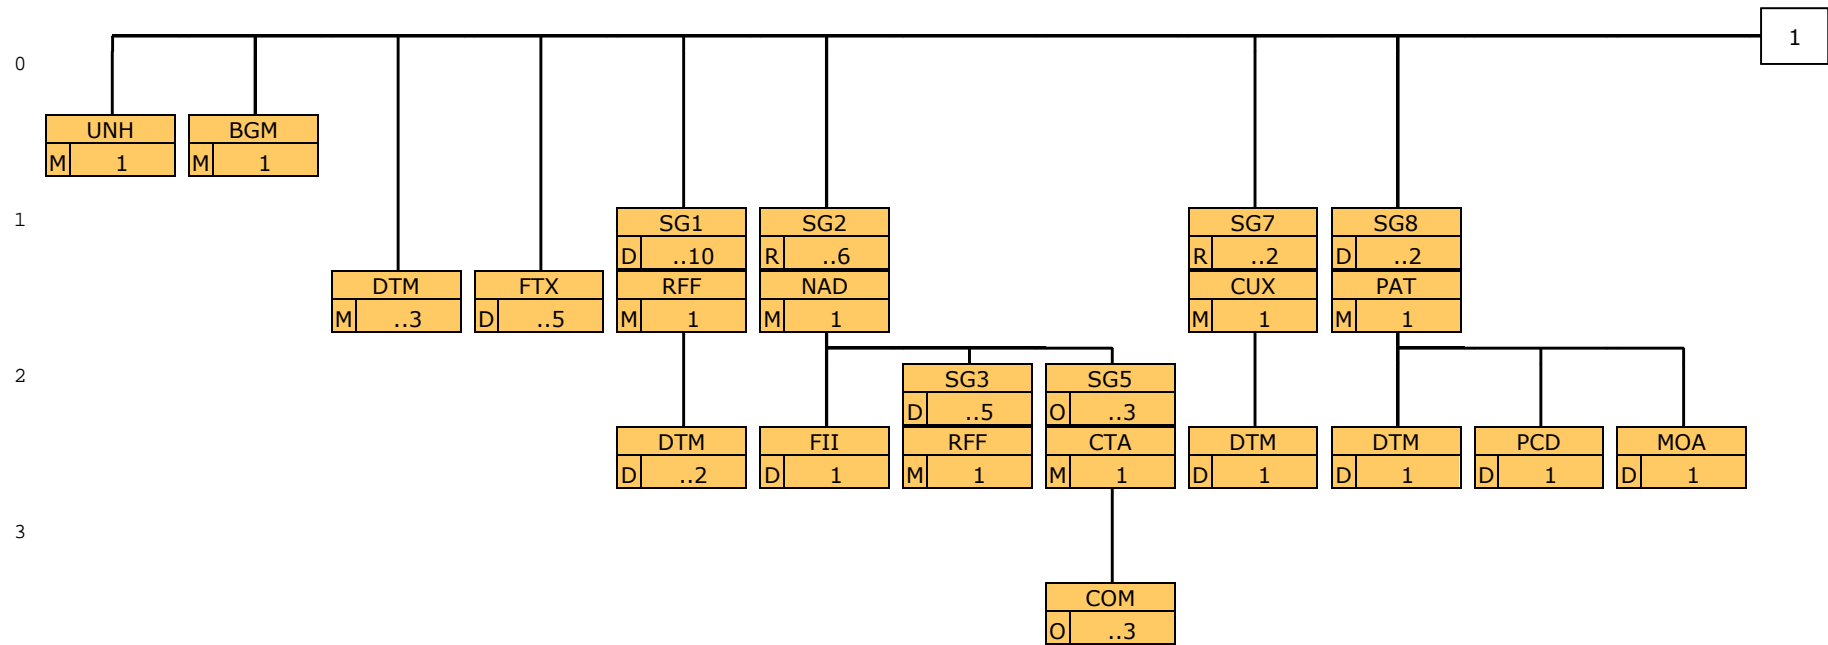 1
0
UNH BGM
M 1 M 1
1
SG1 SG2 SG7 SG8
D ..10 R ..6 R ..2 D ..2
DTM FTX RFF NAD CUX PAT
M ..3 D ..5 M 1 M 1 M 1 M 1
2
SG3 SG5
D ..5 O ..3
DTM FII RFF CTA DTM DTM PCD MOA
D ..2 D 1 M 1 M 1 D 1 D 1 D 1 D 1
3
COM
O ..3